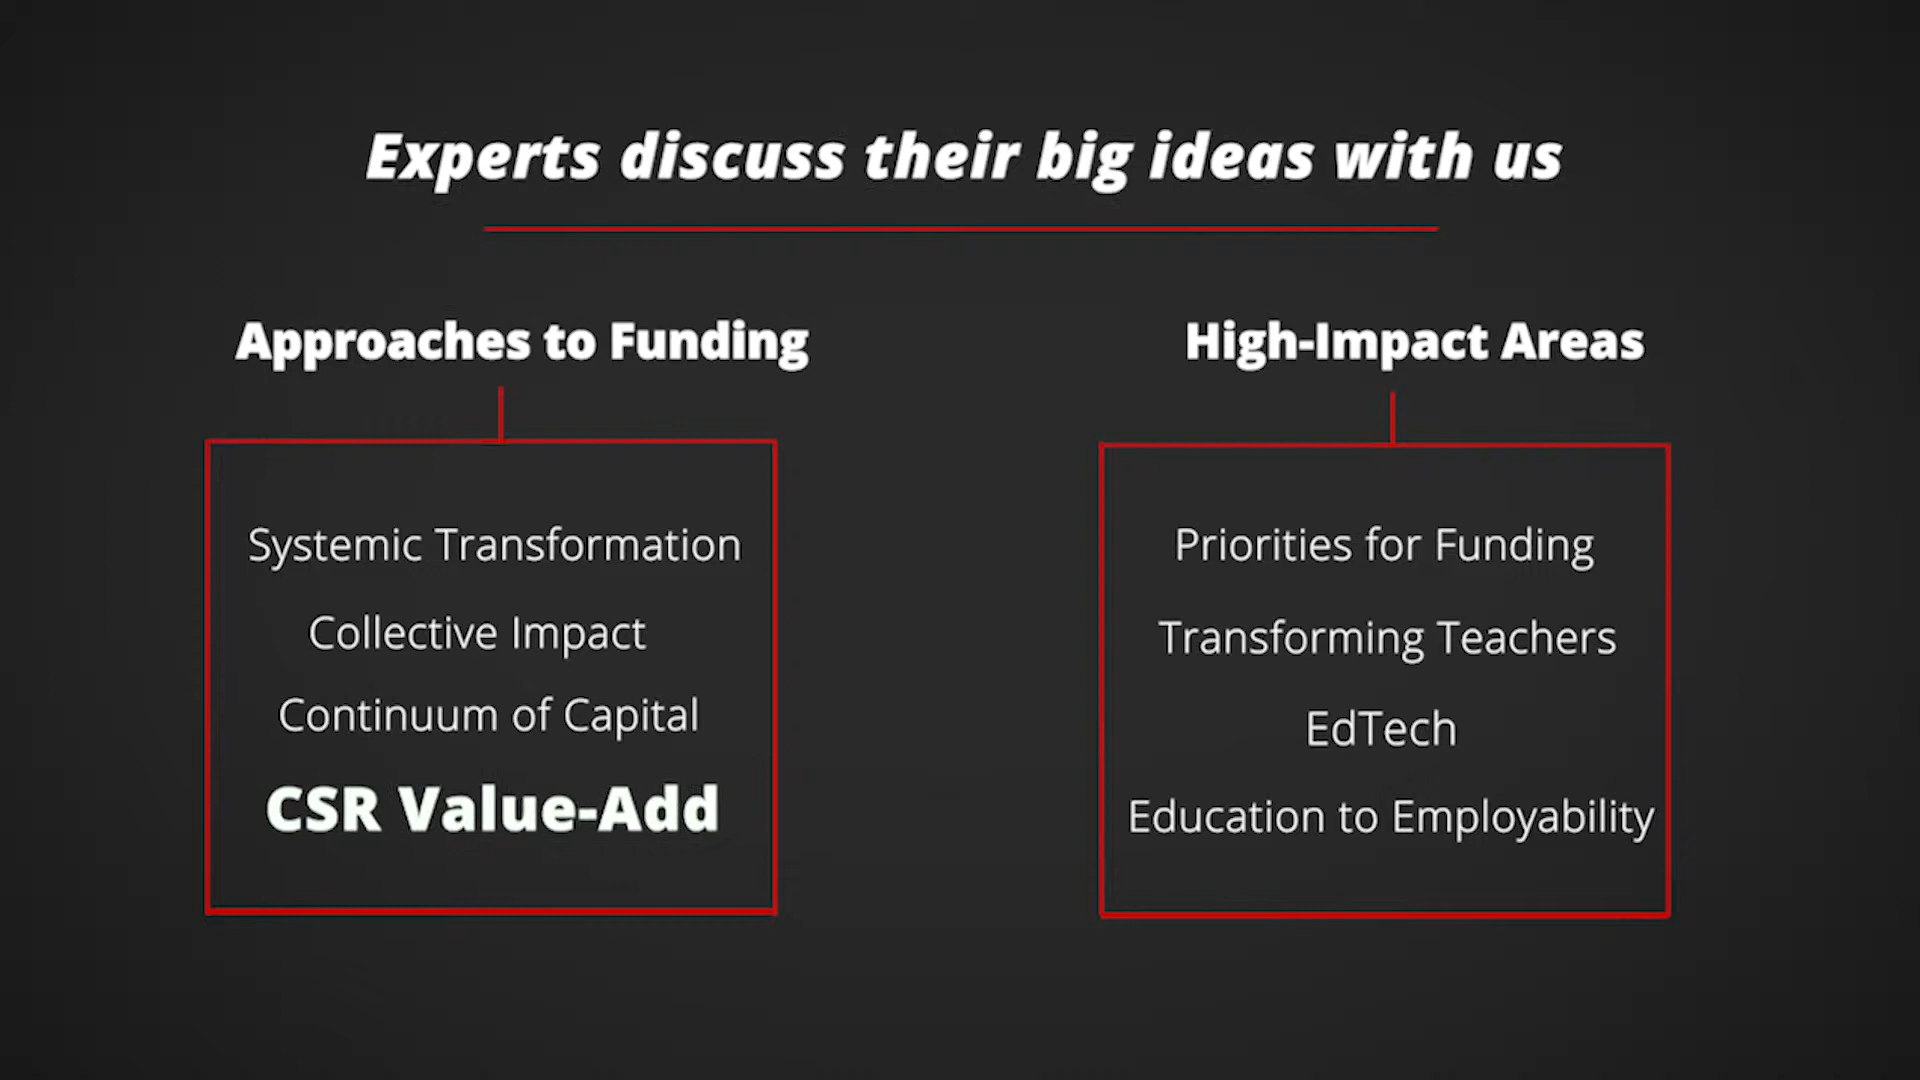 Experts discuss their big ideas with us
Approaches to Funding
Systemic Transformation
Collective Impact
Continuum of Capital
CSR Value-Add
High-Impact Areas
Priorities for Funding
Transforming Teachers
EdTech
Education to Employability